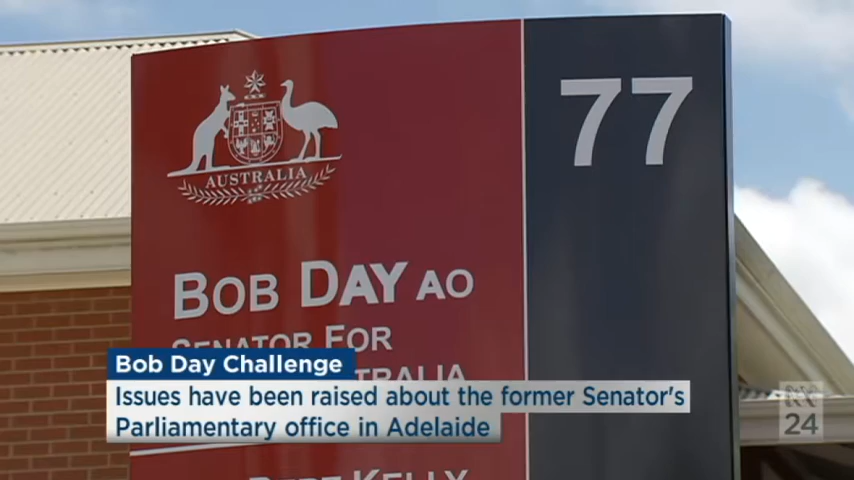 77
AUSTRALIA
BOB DAY AO
SENATOR FOR
Bob Day Challenge
Issues have been raised about the former Senator's
Parliamentary office in Adelaide
KELLY
24